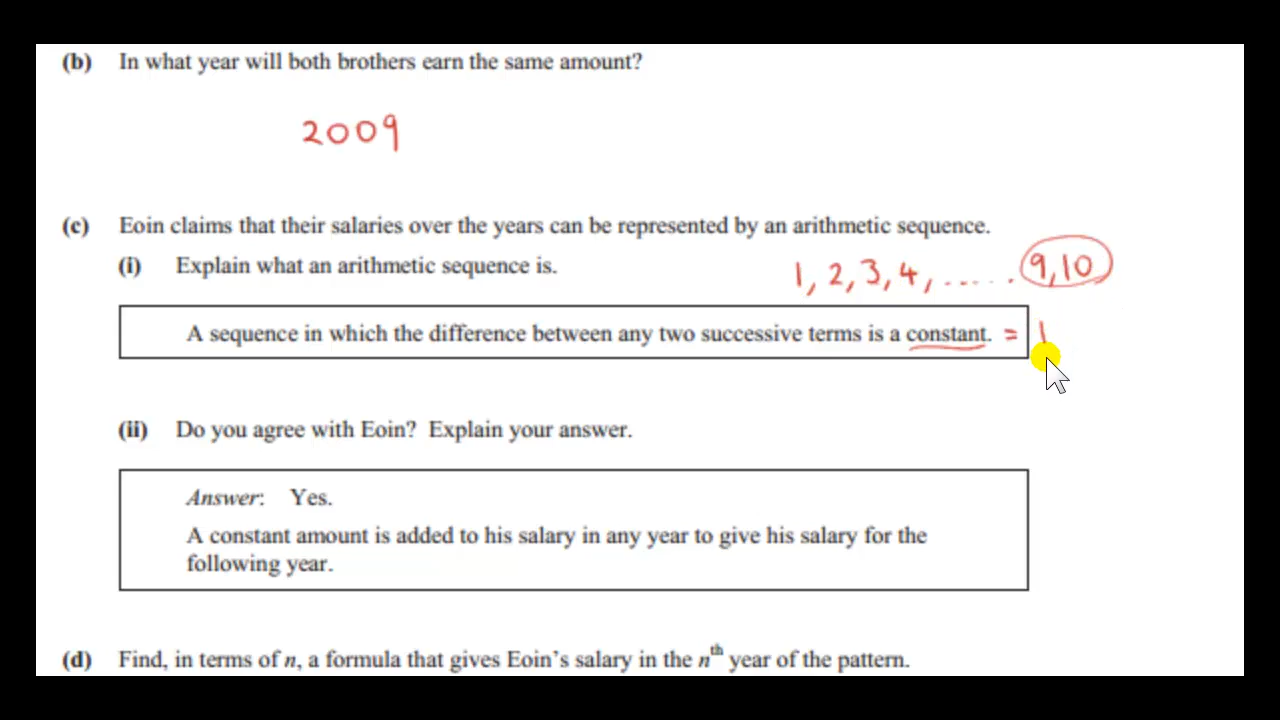 (b) In what year will both brothers earn the same amount?
2009
(c) Eoin claims that their salaries over the years can be represented by an arithmetic sequence.
(i) Explain what an arithmetic sequence is.
1, 2, 3, 4, ..... 9, 10
A sequence in which the difference between any two successive terms is a constant. = 1
(ii) Do you agree with Eoin? Explain your answer.
Answer: Yes.
A constant amount is added to his salary in any year to give his salary for the
following year.
(d) Find, in terms of n, a formula that gives Eoin's salary in the nth year of the pattern.